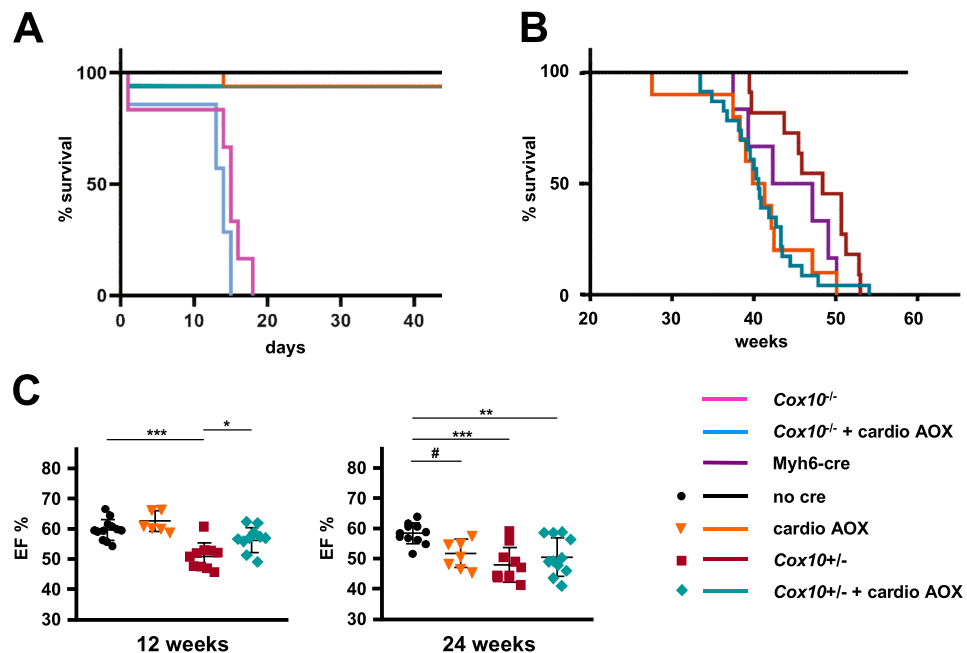 A
% survival
100
50
0
0
10
20
30
40
days
B
% survival
100
50
0
20
30
40
50
60
weeks
C
EF %
80
70
60
50
40
30
***
*
12 weeks
EF %
80
70
60
50
40
30
**
***
#
24 weeks
Cox10-/-
Cox10-/- + cardio AOX
Myh6-cre
no cre
cardio AOX
Cox10+/-
Cox10+/- + cardio AOX